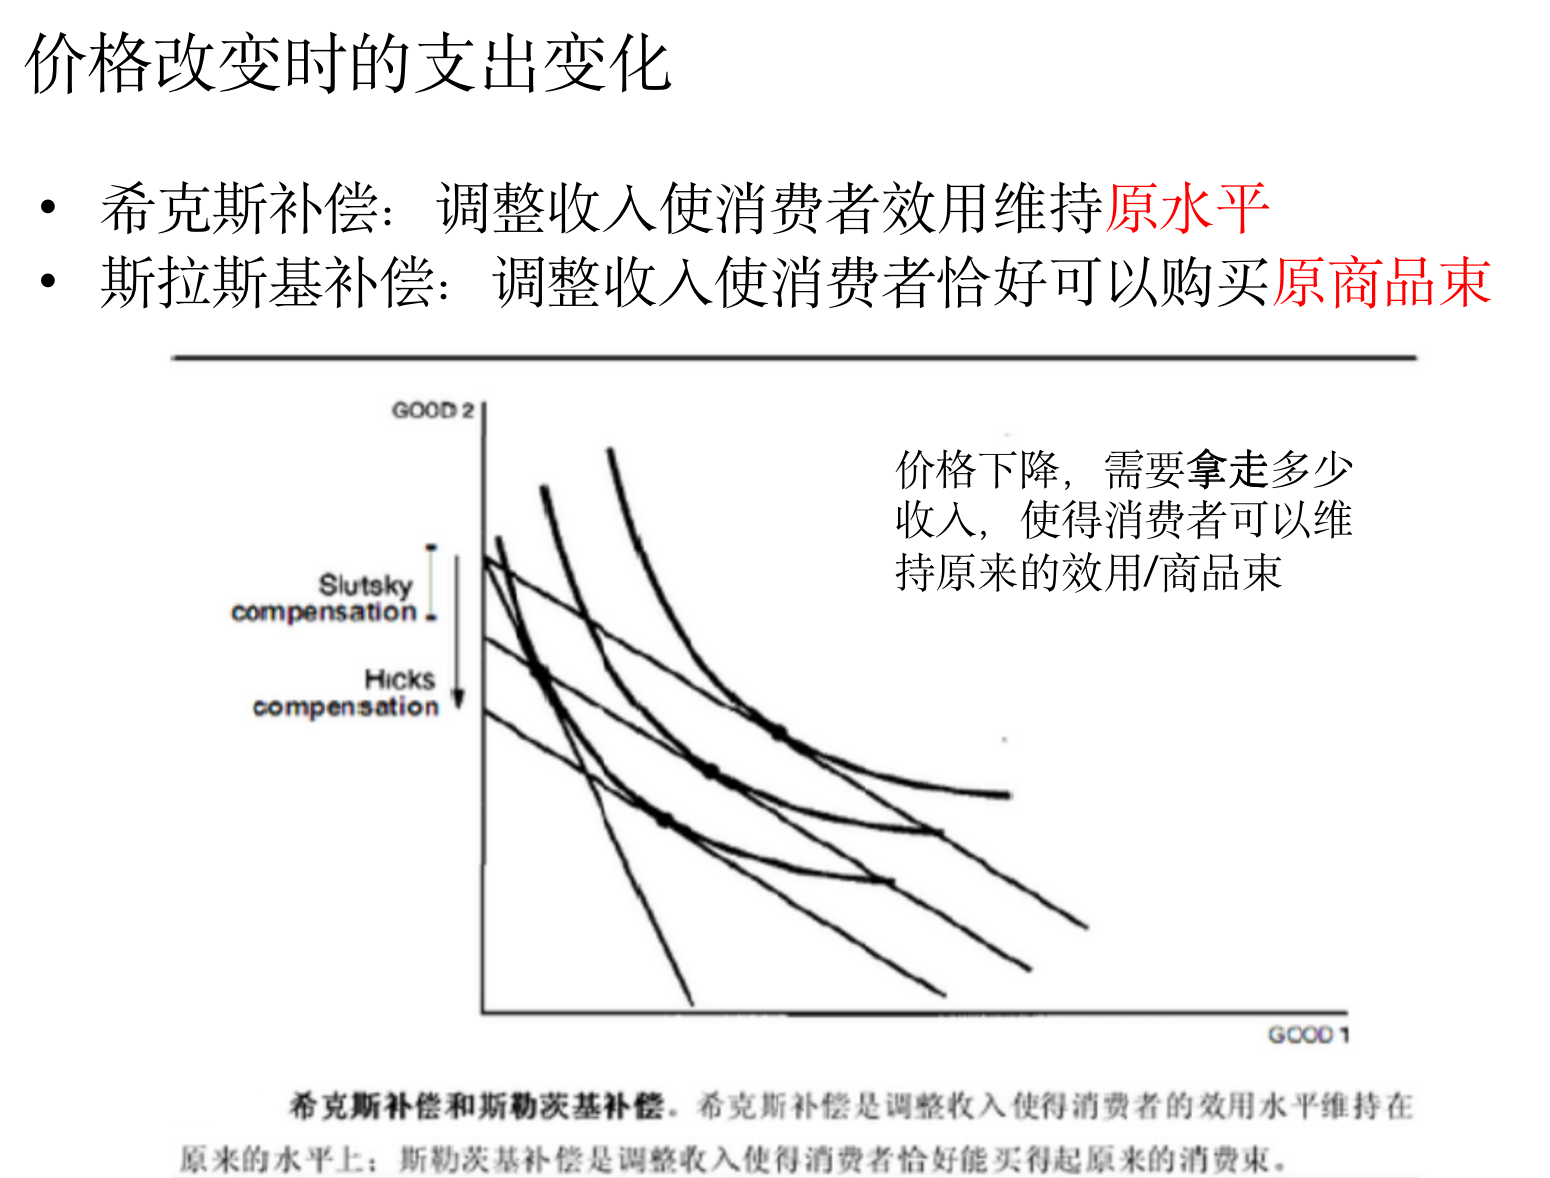 价格改变时的支出变化
• 希克斯补偿：调整收入使消费者效用维持原水平
• 斯拉斯基补偿：调整收入使消费者恰好可以购买原商品束
GOOD 2
价格下降，需要拿走多少
收入，使得消费者可以维
持原来的效用/商品束
Slutsky
compensation
Hicks
compensation
GOOD 1
希克斯补偿和斯勒茨基补偿。希克斯补偿是调整收入使得消费者的效用水平维持在
原来的水平上；斯勒茨基补偿是调整收入使得消费者恰好能买得起原来的消费束。